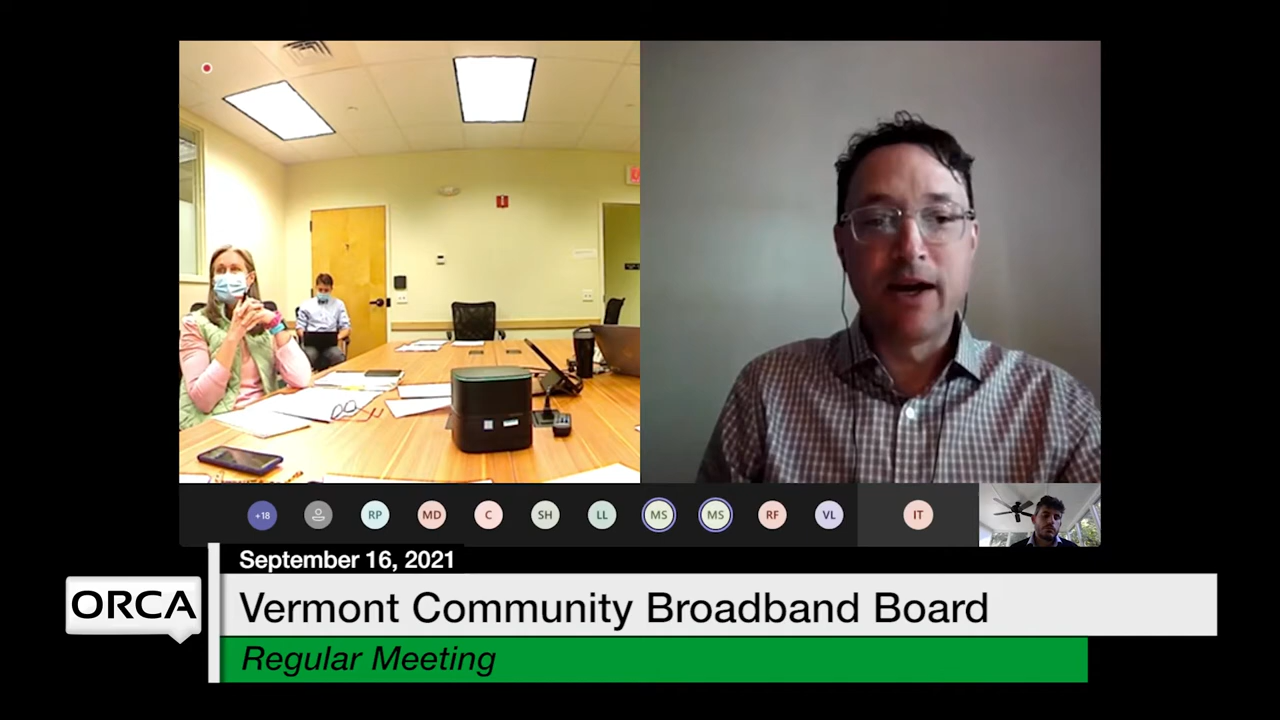 +18
RP
MD
C
SH
LL
MS
MS
RF
VL
IT
September 16, 2021
ORCA
Vermont Community Broadband Board
Regular Meeting